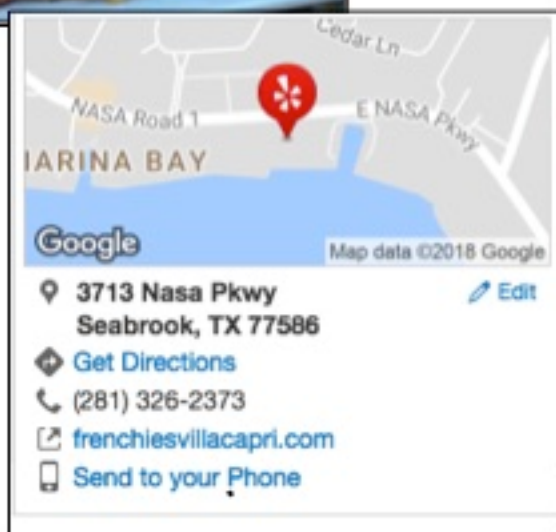 Cedar Ln
NASA Road 1
E NASA Pkwy
MARINA BAY
Google
Map data ©2018 Google
3713 Nasa Pkwy
Edit
Seabrook, TX 77586
Get Directions
(281) 326-2373
frenchiesvillacapri.com
Send to your Phone